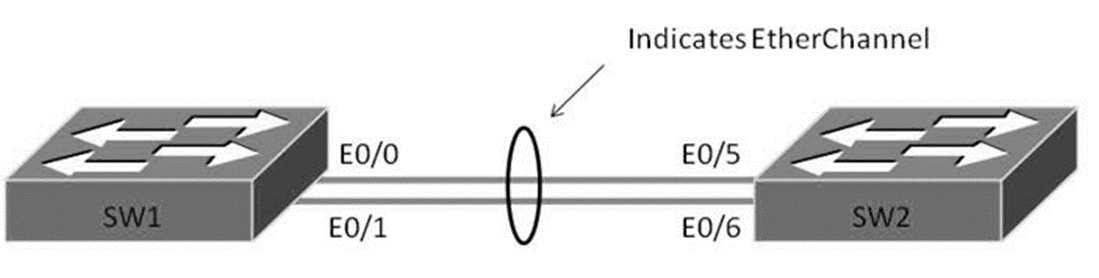 Indicates EtherChannel
E0/0
E0/5
SW1
SW2
E0/1
E0/6